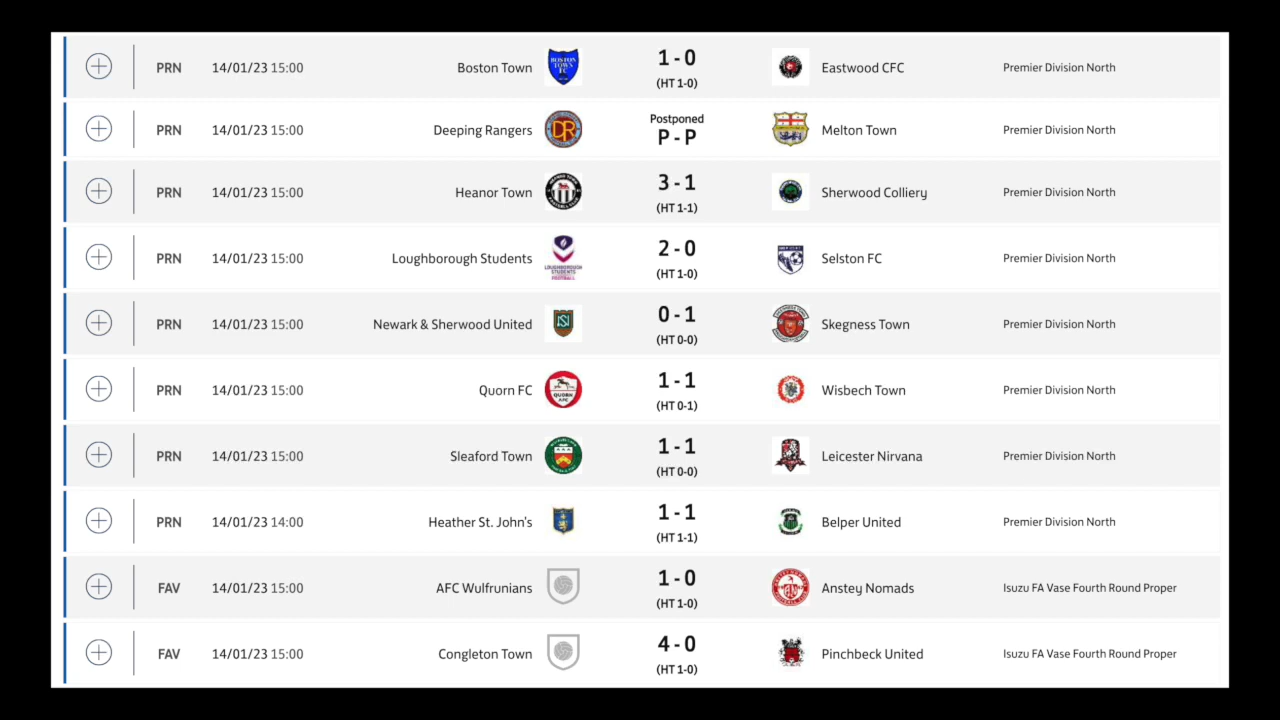 PRN 14/01/23 15:00 Boston Town BOSTON TOWN FC 1 - 0 Eastwood CFC Premier Division North
(HT 1-0)
Postponed
PRN 14/01/23 15:00 Deeping Rangers DR P - P Melton Town Premier Division North
PRN 14/01/23 15:00 Heanor Town 3 - 1 Sherwood Colliery Premier Division North
(HT 1-1)
PRN 14/01/23 15:00 Loughborough Students LOUGHBOROUGH STUDENTS FOOTBALL 2 - 0 Selston FC Premier Division North
(HT 1-0)
PRN 14/01/23 15:00 Newark & Sherwood United 0 - 1 Skegness Town Premier Division North
(HT 0-0)
PRN 14/01/23 15:00 Quorn FC QUORN AFC 1 - 1 Wisbech Town Premier Division North
(HT 0-1)
PRN 14/01/23 15:00 Sleaford Town 1 - 1 Leicester Nirvana Premier Division North
(HT 0-0)
PRN 14/01/23 14:00 Heather St. John's 1 - 1 Belper United Premier Division North
(HT 1-1)
FAV 14/01/23 15:00 AFC Wulfrunians 1 - 0 Anstey Nomads Isuzu FA Vase Fourth Round Proper
(HT 1-0)
FAV 14/01/23 15:00 Congleton Town 4 - 0 Pinchbeck United Isuzu FA Vase Fourth Round Proper
(HT 1-0)